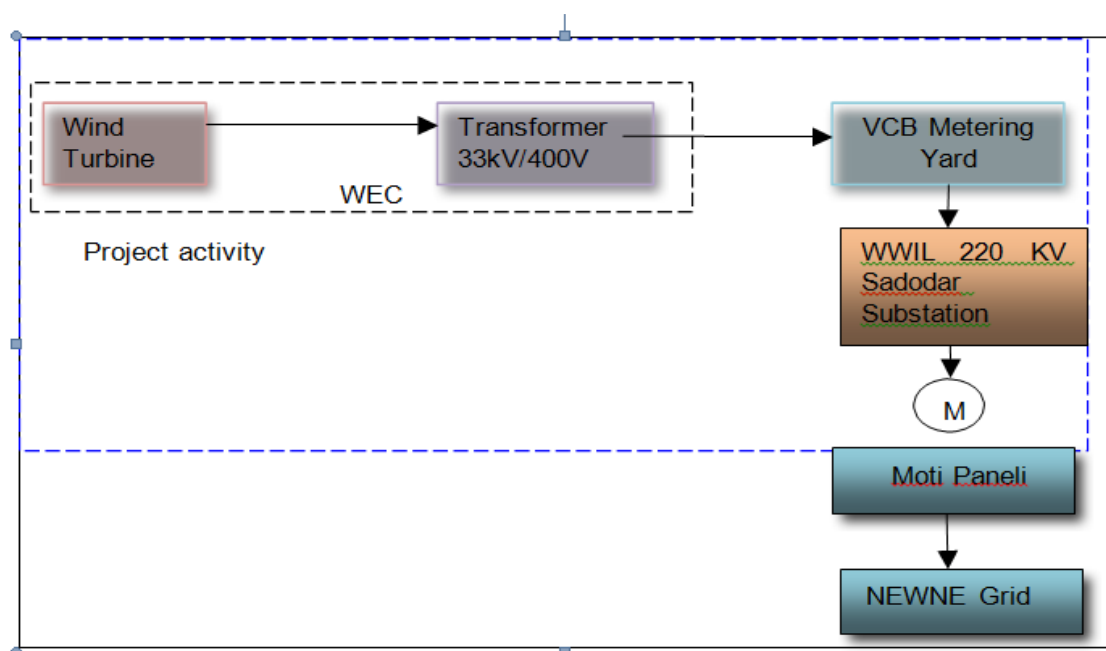 Wind
Turbine
Transformer
33kV/400V
VCB Metering
Yard
WEC
Project activity
WWIL 220 KV
Sadodar
Substation
M
Moti Paneli
NEWNE Grid